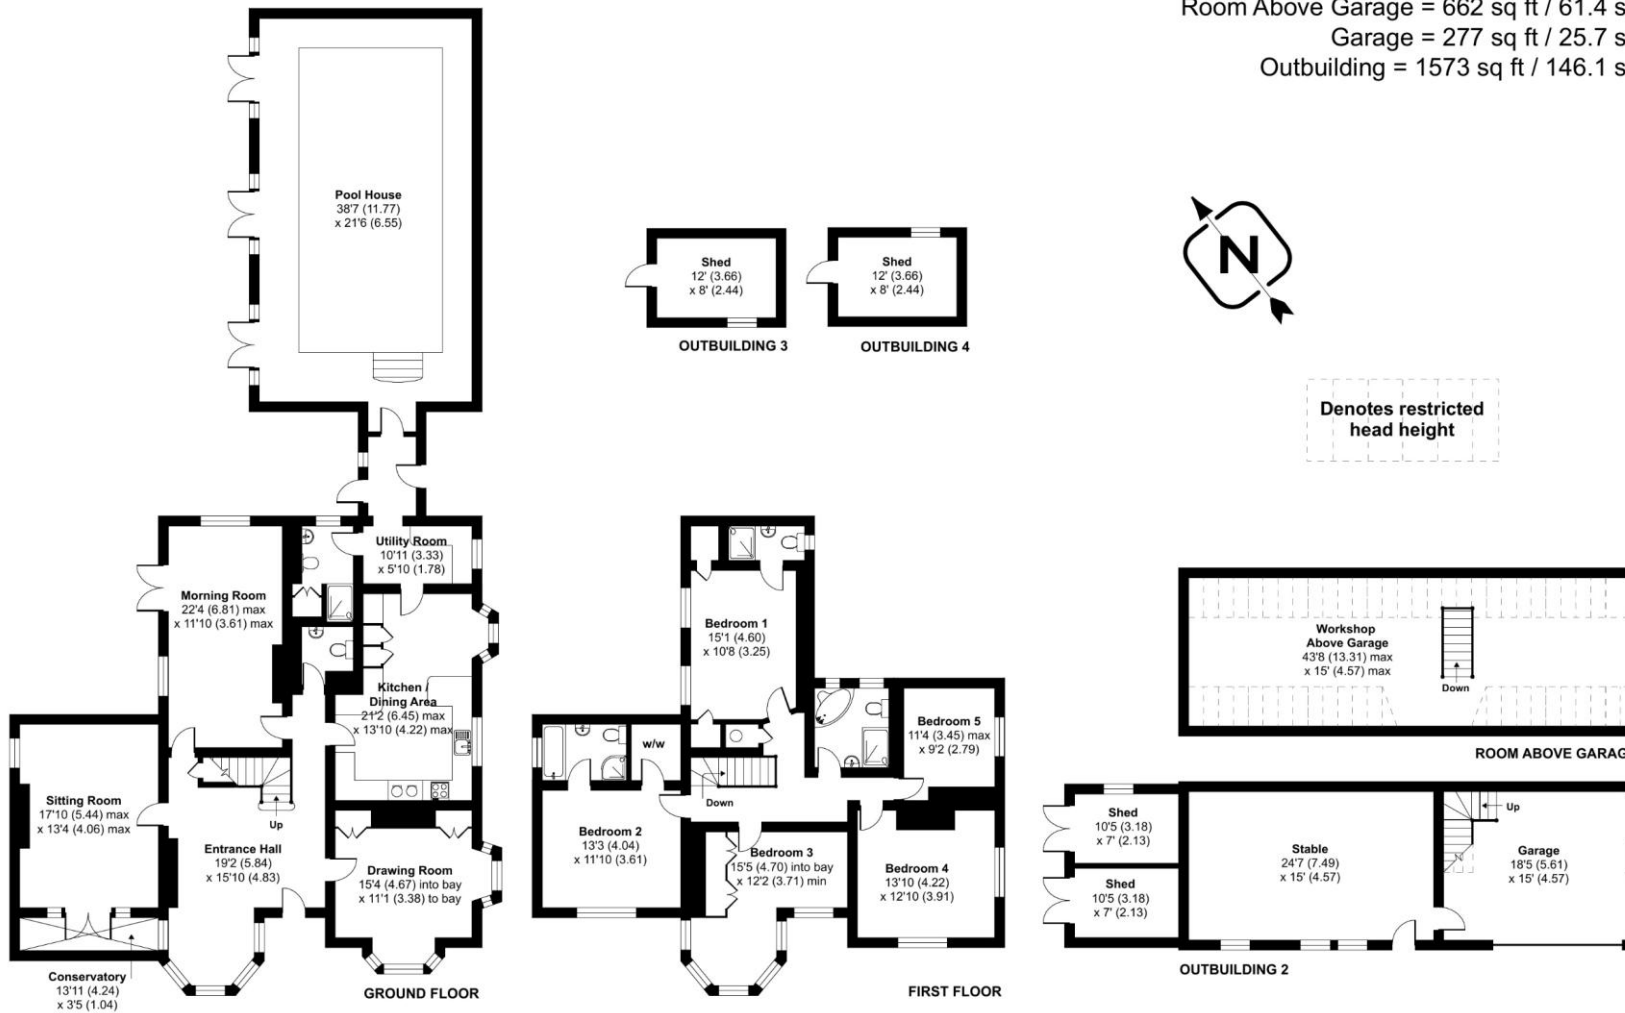 Room Above Garage = 662 sq ft / 61.4 s
Garage = 277 sq ft / 25.7 s
Outbuilding = 1573 sq ft / 146.1 s
Pool House
38'7 (11.77)
x 21'6 (6.55)
Shed
12' (3.66)
x 8' (2.44)
OUTBUILDING 3
Shed
12' (3.66)
x 8' (2.44)
OUTBUILDING 4
N
Denotes restricted
head height
Utility Room
10'11 (3.33)
x 5'10 (1.78)
Morning Room
22'4 (6.81) max
x 11'10 (3.61) max
Kitchen /
Dining Area
21'2 (6.45) max
x 13'10 (4.22) max
Sitting Room
17'10 (5.44) max
x 13'4 (4.06) max
Up
Entrance Hall
19'2 (5.84)
x 15'10 (4.83)
Drawing Room
15'4 (4.67) into bay
x 11'1 (3.38) to bay
Conservatory
13'11 (4.24)
x 3'5 (1.04)
GROUND FLOOR
Bedroom 1
15'1 (4.60)
x 10'8 (3.25)
Bedroom 5
11'4 (3.45) max
x 9'2 (2.79)
w/w
Down
Bedroom 2
13'3 (4.04)
x 11'10 (3.61)
Bedroom 3
15'5 (4.70) into bay
x 12'2 (3.71) min
Bedroom 4
13'10 (4.22)
x 12'10 (3.91)
FIRST FLOOR
Workshop
Above Garage
43'8 (13.31) max
x 15' (4.57) max
Down
ROOM ABOVE GARAG
Shed
10'5 (3.18)
x 7' (2.13)
Shed
10'5 (3.18)
x 7' (2.13)
Stable
24'7 (7.49)
x 15' (4.57)
Up
Garage
18'5 (5.61)
x 15' (4.57)
OUTBUILDING 2